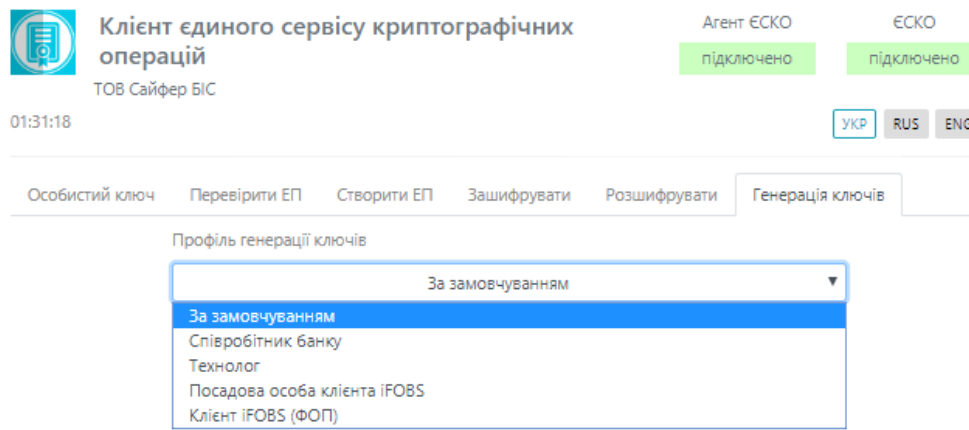 Клієнт єдиного сервісу криптографічних
операцій
ТОВ Сайфер БІС
Агент ЄСКО
ЄСКО
підключено
підключено
01:31:18
УКР RUS ENG
Особистий ключ Перевірити ЕП Створити ЕП Зашифрувати Розшифрувати Генерація ключів
Профіль генерації ключів
За замовчуванням
За замовчуванням
Співробітник банку
Технолог
Посадова особа клієнта iFOBS
Клієнт iFOBS (ФОП)